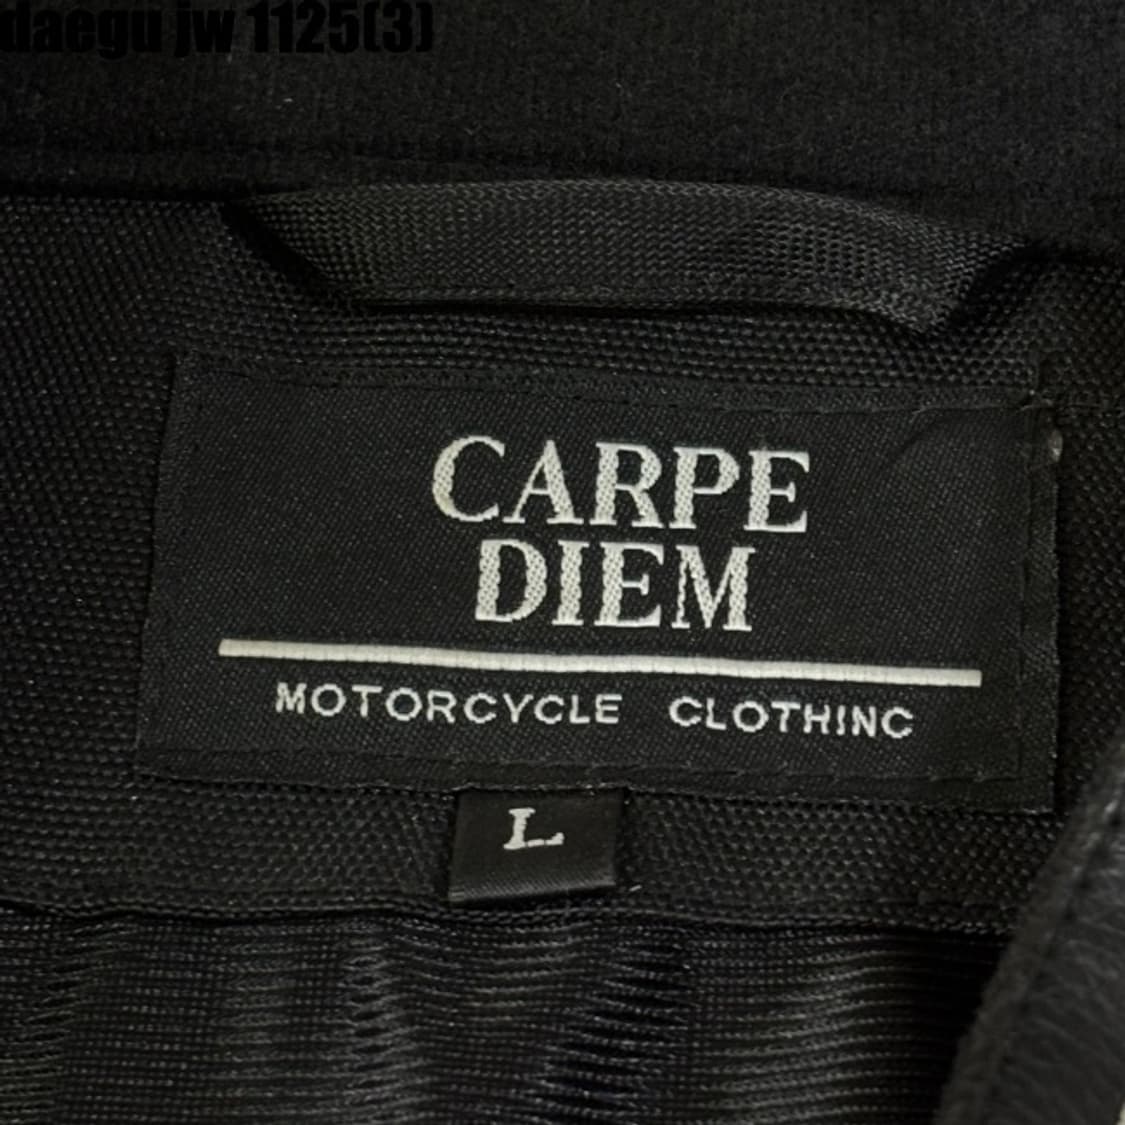 daegu jw 1125(3)
CARPE
DIEM
MOTORCYCLE CLOTHINC
L